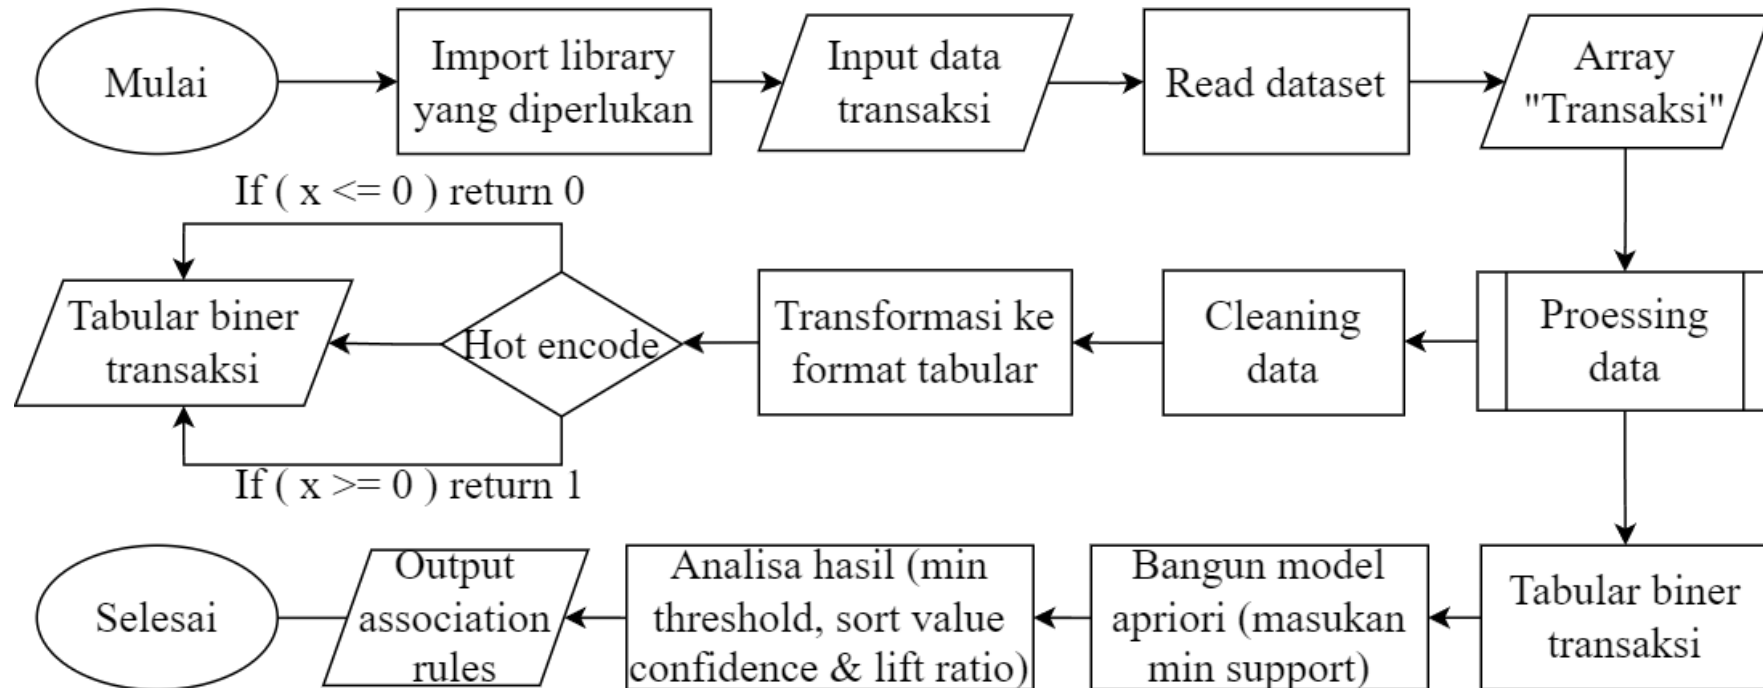 Mulai
Import library
yang diperlukan
Input data
transaksi
Read dataset
Array
"Transaksi"
If ( x <= 0 ) return 0
Tabular biner
transaksi
Hot encode
Transformasi ke
format tabular
Cleaning
data
Proessing
data
If ( x >= 0 ) return 1
Selesai
Output
association
rules
Analisa hasil (min
threshold, sort value
confidence & lift ratio)
Bangun model
apriori (masukan
min support)
Tabular biner
transaksi